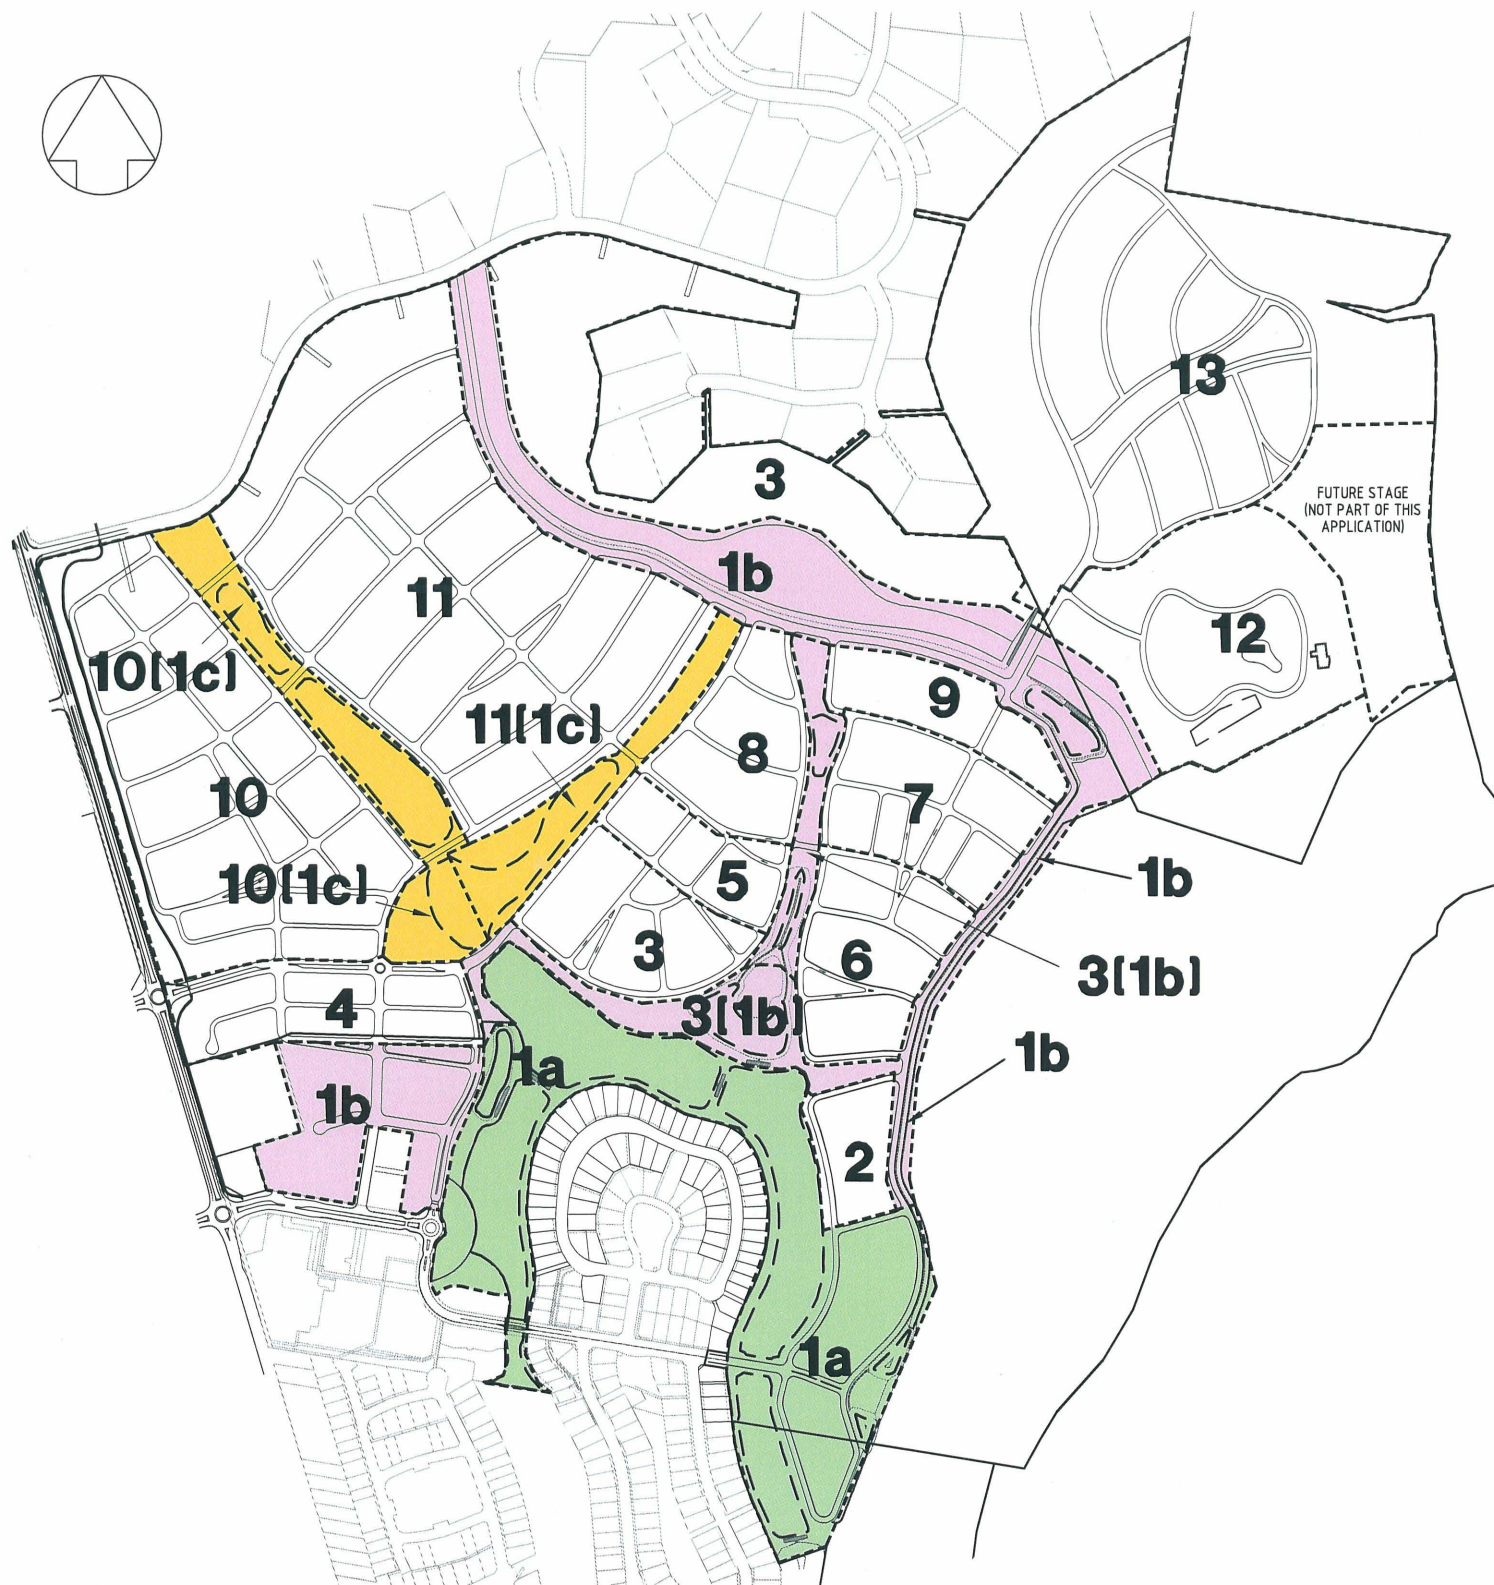 13
3
FUTURE STAGE
(NOT PART OF THIS
APPLICATION)
1b
11
12
10(1c)
9
11(1c)
8
10
7
5
10(1c)
1b
3
6
3(1b)
4
3(1b)
1b
1a
1b
2
1a